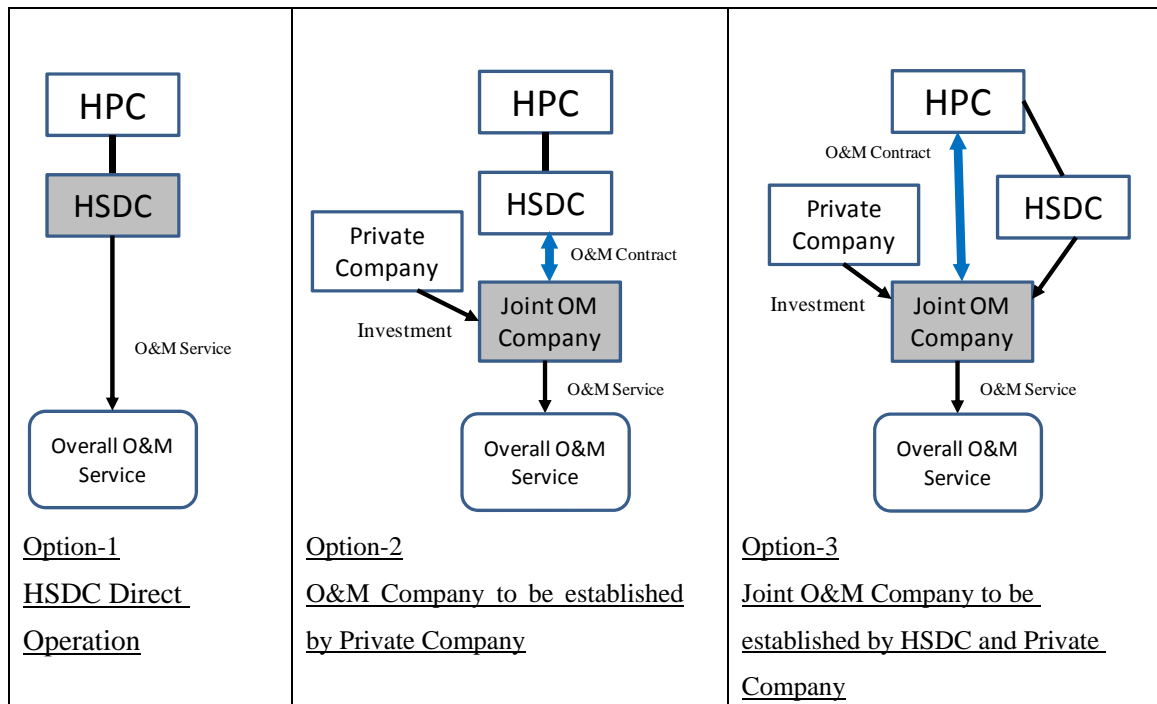 HPC
HSDC
O&M Service
Overall O&M
Service
Option-1
HSDC Direct
Operation
HPC
HSDC
Private
Company
O&M Contract
Investment
Joint OM
Company
O&M Service
Overall O&M
Service
Option-2
O&M Company to be established
by Private Company
HPC
O&M Contract
Private
Company
HSDC
Investment
Joint OM
Company
O&M Service
Overall O&M
Service
Option-3
Joint O&M Company to be
established by HSDC and Private
Company